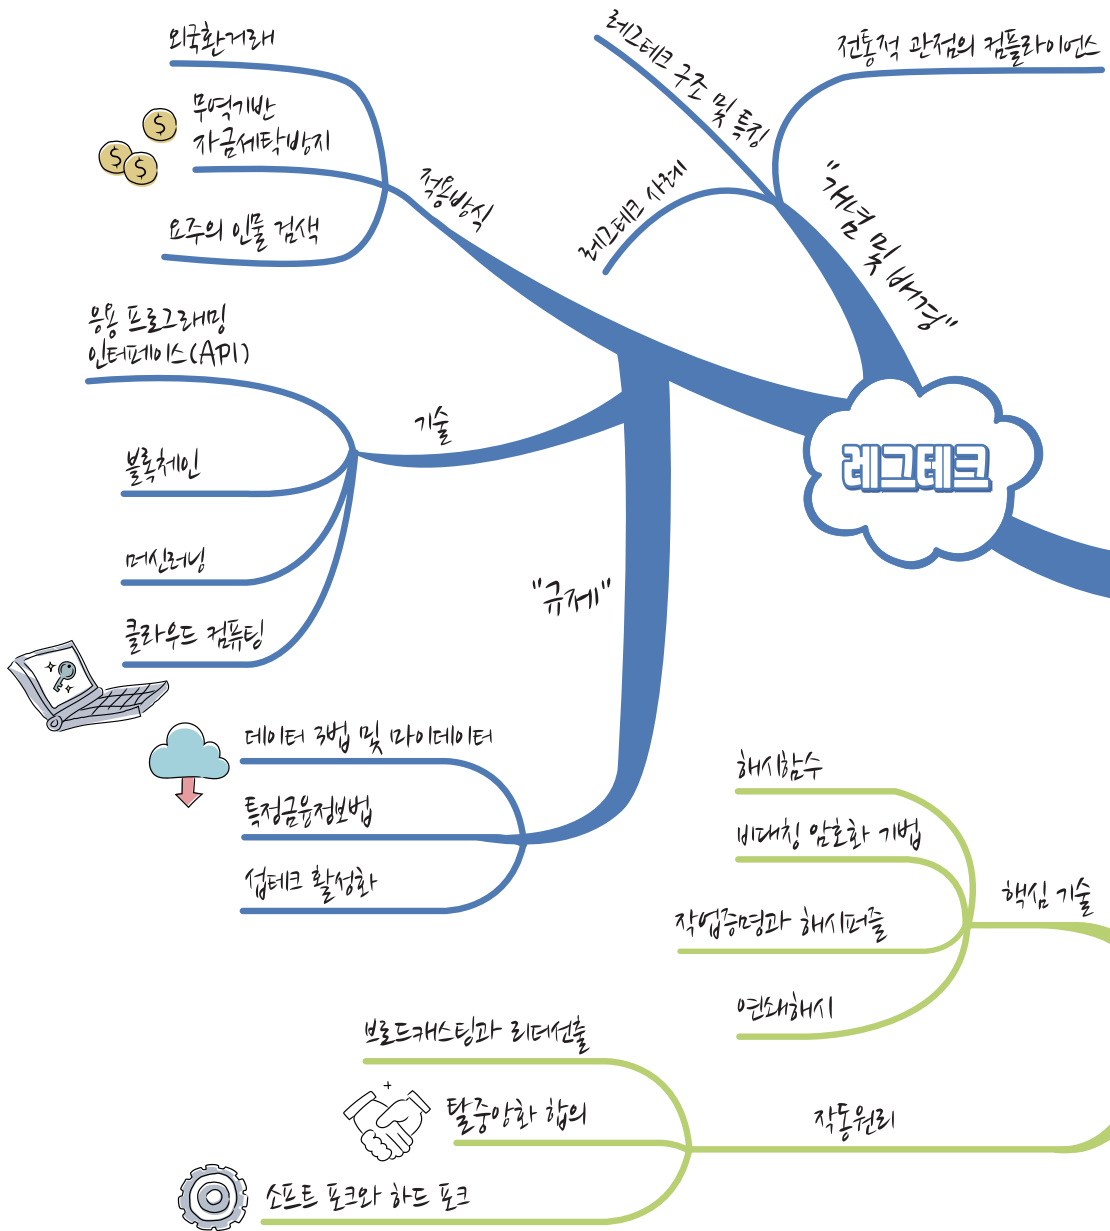 외국환거래
무역기반
자금세탁방지
요주의 인물 검색
적용방식
레그테크 구조 및 특징
전통적 관점의 컴플라이언스
레그테크 사례
"개념 및 배경"
응용 프로그래밍
인터페이스(API)
블록체인
머신러닝
클라우드 컴퓨팅
기술
레그테크
"규제"
데이터 3법 및 마이데이터
특정금융정보법
섭테크 활성화
해시함수
비대칭 암호화 기법
작업증명과 해시퍼즐
연쇄해시
핵심 기술
브로드캐스팅과 리더선출
탈중앙화 합의
소프트 포크와 하드 포크
작동원리